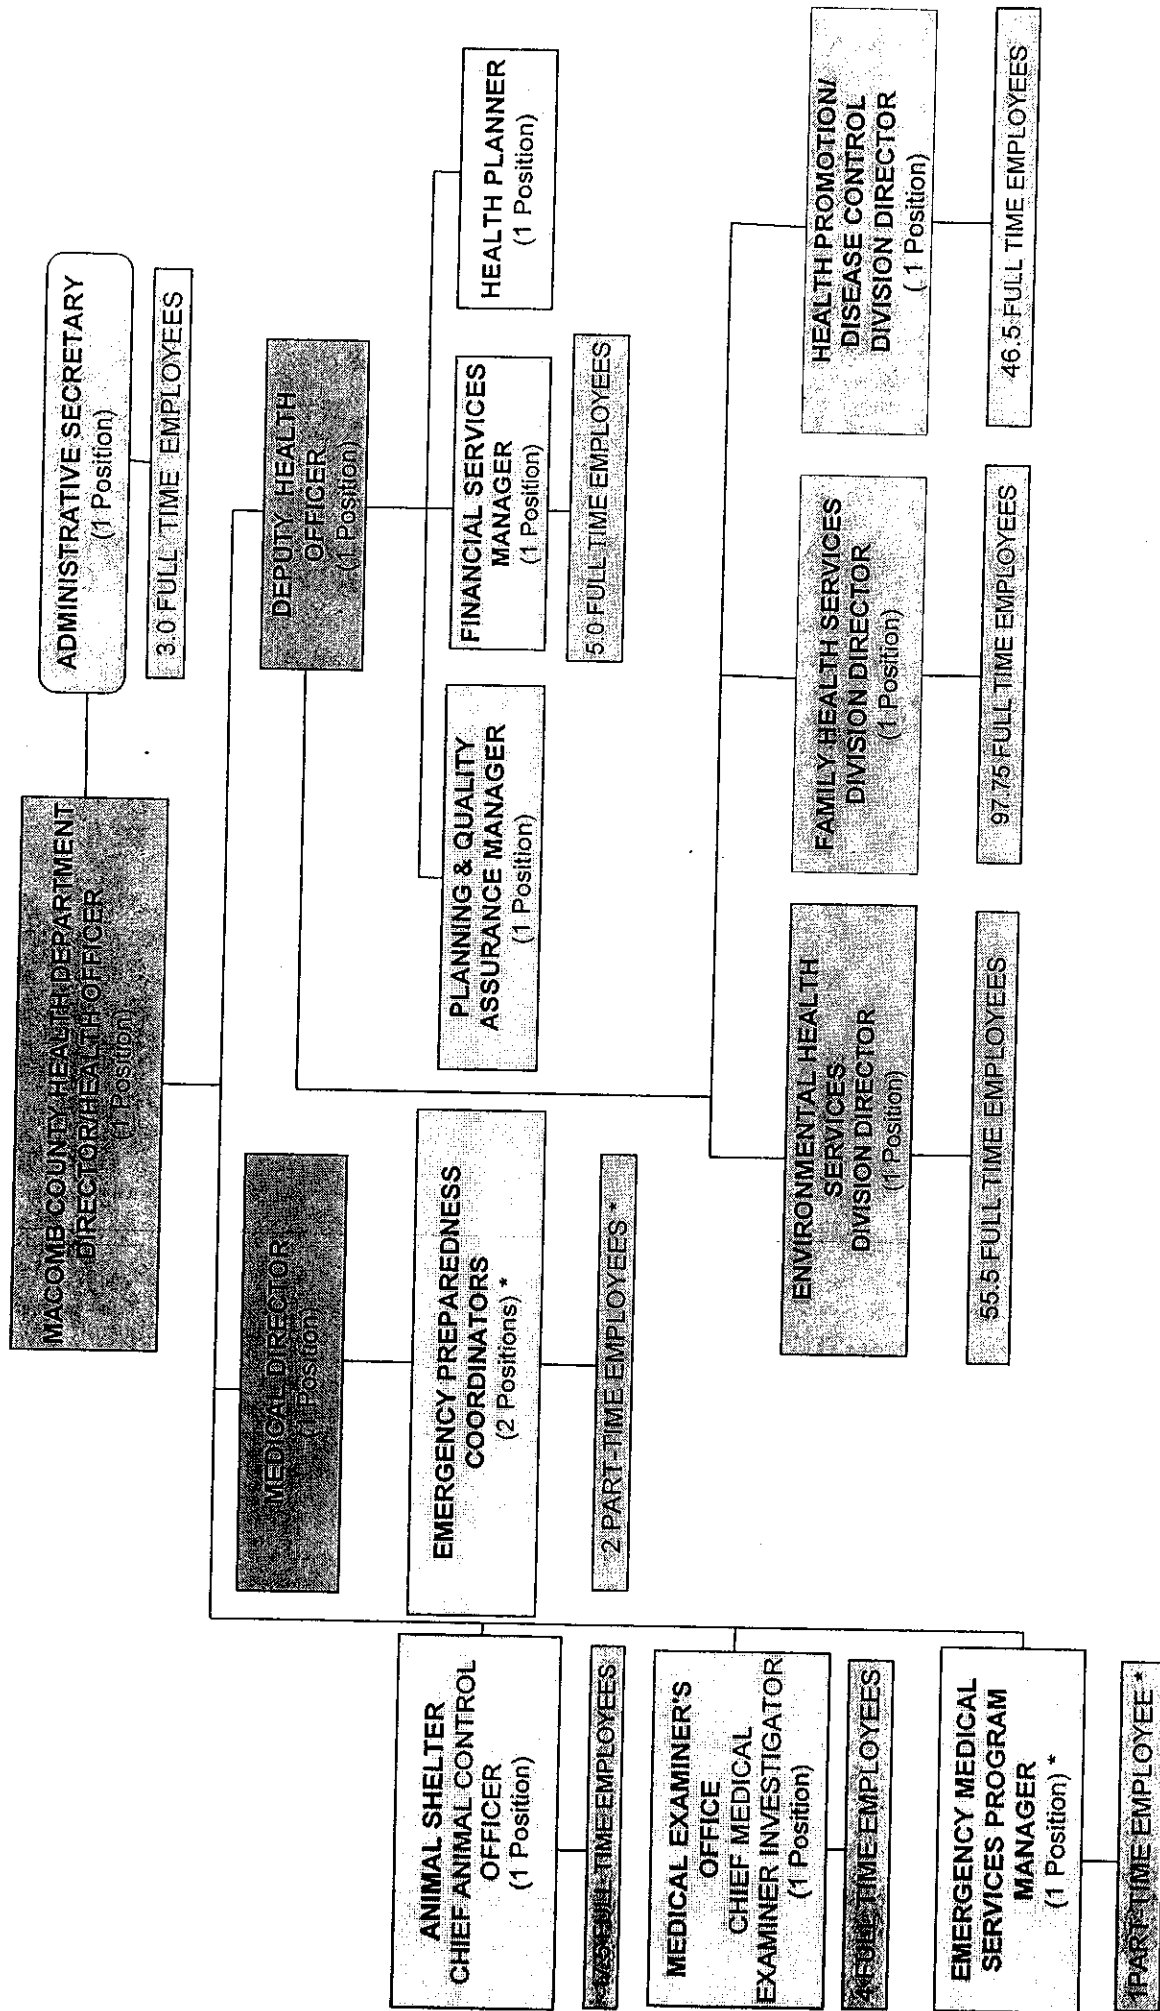 MACOMB COUNTY HEALTH DEPARTMENT
DIRECTOR/HEALTH OFFICER
(1 Position)
ADMINISTRATIVE SECRETARY
(1 Position)
3.0 FULL TIME EMPLOYEES
MEDICAL DIRECTOR
(1 Position)
DEPUTY HEALTH
OFFICER
(1 Position)
EMERGENCY PREPAREDNESS
COORDINATORS
(2 Positions) *
2 PART-TIME EMPLOYEES *
PLANNING & QUALITY
ASSURANCE MANAGER
(1 Position)
FINANCIAL SERVICES
MANAGER
(1 Position)
5.0 FULL TIME EMPLOYEES
HEALTH PLANNER
(1 Position)
ANIMAL SHELTER
CHIEF ANIMAL CONTROL
OFFICER
(1 Position)
FULL TIME EMPLOYEES
MEDICAL EXAMINER'S
OFFICE
CHIEF MEDICAL
EXAMINER INVESTIGATOR
(1 Position)
4 FULL TIME EMPLOYEES
EMERGENCY MEDICAL
SERVICES PROGRAM
MANAGER
(1 Position) *
1PART-TIME EMPLOYEE *
ENVIRONMENTAL HEALTH
SERVICES
DIVISION DIRECTOR
(1 Position)
55.5 FULL TIME EMPLOYEES
FAMILY HEALTH SERVICES
DIVISION DIRECTOR
(1 Position)
97.75 FULL TIME EMPLOYEES
HEALTH PROMOTION/
DISEASE CONTROL
DIVISION DIRECTOR
( 1 Position)
46.5 FULL TIME EMPLOYEES